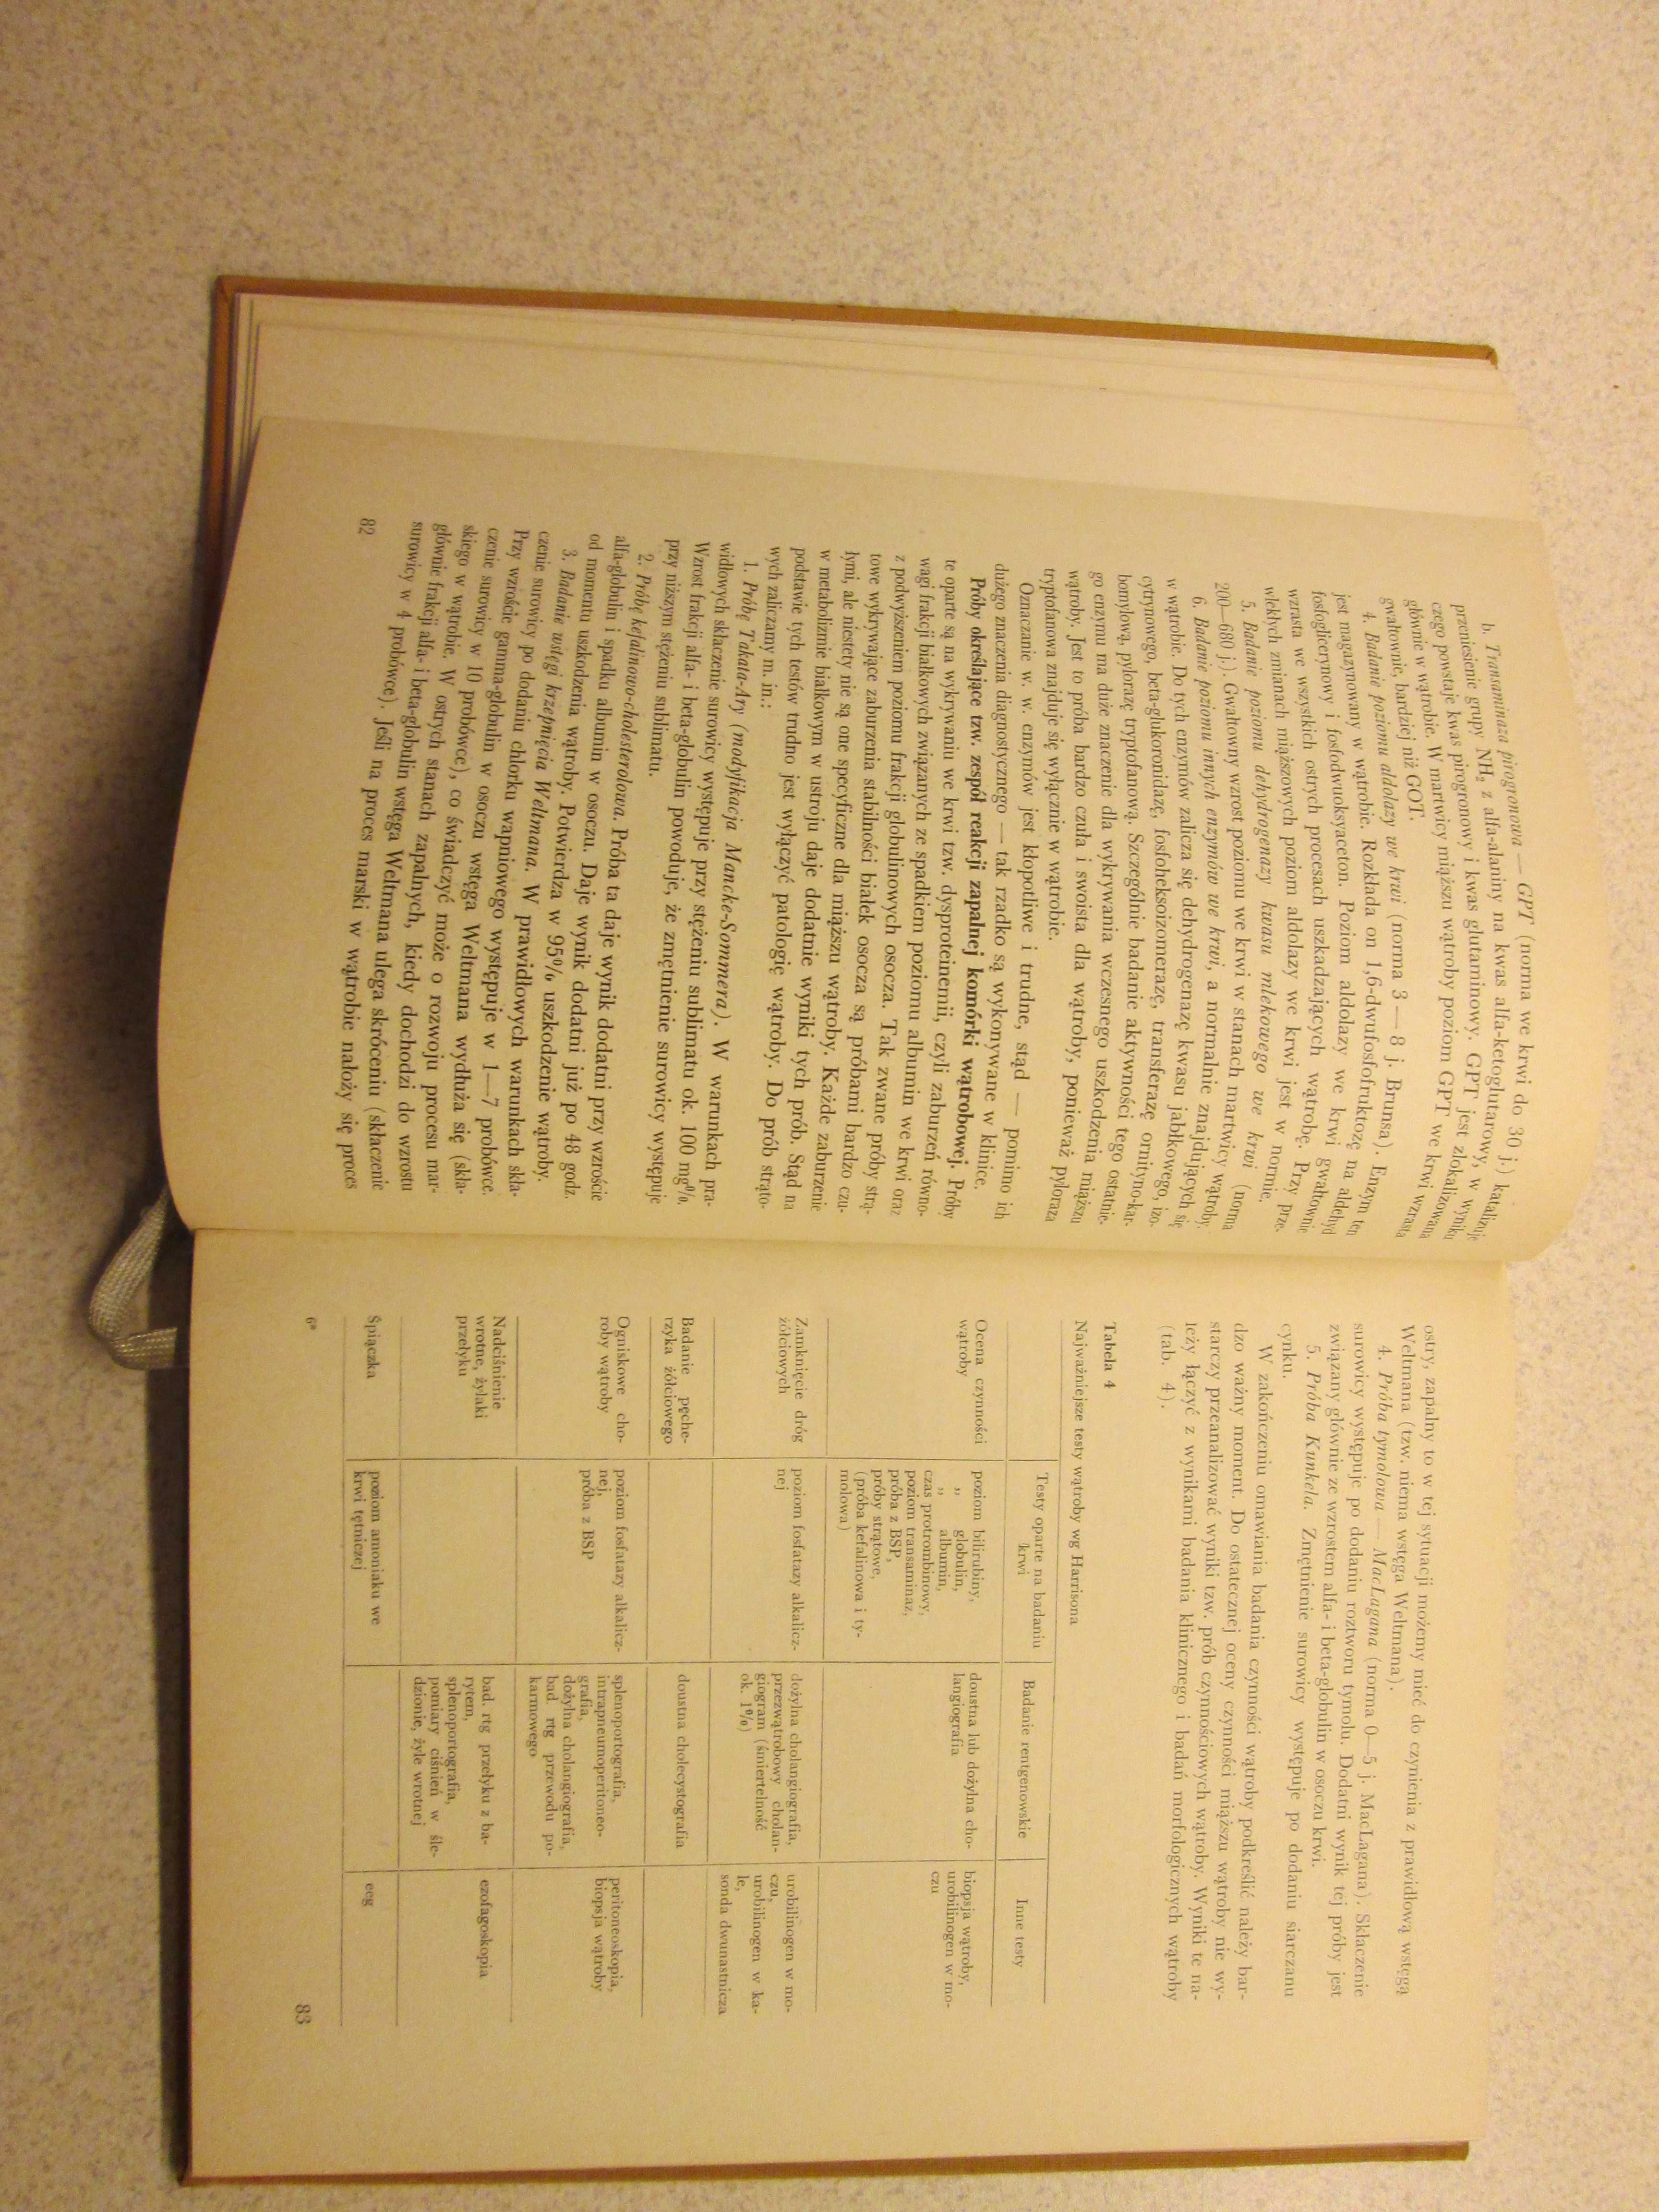 b. Transaminaza pirogronowa — GPT (norma we krwi do 30 j.) katalizuje
przeniesienie grupy NH₂ z alfa-alaniny na kwas alfa-ketoglutarowy, w wyniku
czego powstaje kwas pirogronowy i kwas glutaminowy. GPT jest zlokalizowana
głównie w wątrobie. W martwicy miąższu wątroby poziom GPT we krwi wzrasta
gwałtownie, bardziej niż GOT.
4. Badanie poziomu aldolazy we krwi (norma 3 — 8 j. Brunsa). Enzym ten
jest magazynowany w wątrobie. Rozkłada on 1,6-dwufosfofruktozę na aldehyd
fosfoglicerynowy i fosfodwuoksyaceton. Poziom aldolazy we krwi gwałtownie
wzrasta we wszystkich ostrych procesach uszkadzających wątrobę. Przy prze-
wlekłych zmianach miąższowych poziom aldolazy we krwi jest w normie.
5. Badanie poziomu dehydrogenazy kwasu mlekowego we krwi (norma
200—680 j.). Gwałtowny wzrost poziomu we krwi w stanach martwicy wątroby.
6. Badanie poziomu innych enzymów we krwi, a normalnie znajdujących się
w wątrobie. Do tych enzymów zalicza się dehydrogenazę kwasu jabłkowego, izo-
cytrynowego, beta-glukoronidazę, fosfoheksoizomerazę, transferazę ornityno-kar-
bomylową, pylorazę tryptofanową. Szczególnie badanie aktywności tego ostatnie-
go enzymu ma duże znaczenie dla wykrywania wczesnego uszkodzenia miąższu
wątroby. Jest to próba bardzo czuła i swoista dla wątroby, ponieważ pyloraza
tryptofanowa znajduje się wyłącznie w wątrobie.
Oznaczanie w. w. enzymów jest kłopotliwe i trudne, stąd — pomimo ich
dużego znaczenia diagnostycznego — tak rzadko są wykonywane w klinice.
Próby określające tzw. zespół reakcji zapalnej komórki wątrobowej. Próby
te oparte są na wykrywaniu we krwi tzw. dysproteinemii, czyli zaburzeń równo-
wagi frakcji białkowych związanych ze spadkiem poziomu albumin we krwi oraz
z podwyższeniem poziomu frakcji globulinowych osocza. Tak zwane próby strą-
towe wykrywające zaburzenia stabilności białek osocza są próbami bardzo czu-
łymi, ale niestety nie są one specyficzne dla miąższu wątroby. Każde zaburzenie
w metabolizmie białkowym w ustroju daje dodatnie wyniki tych prób. Stąd na
podstawie tych testów trudno jest wyłączyć patologię wątroby. Do prób strąto-
wych zaliczamy m. in.:
1. Próbę Takata-Ary (modyfikacja Mancke-Sommera). W warunkach pra-
widłowych skłaczenie surowicy występuje przy stężeniu sublimatu ok. 100 mg%.
Wzrost frakcji alfa- i beta-globulin powoduje, że zmętnienie surowicy występuje
przy niższym stężeniu sublimatu.
2. Próbę kefalinowo-cholesterolowa. Próba ta daje wynik dodatni przy wzroście
alfa-globulin i spadku albumin w osoczu. Daje wynik dodatni już po 48 godz.
od momentu uszkodzenia wątroby. Potwierdza w 95% uszkodzenie wątroby.
3. Badanie wstęgi krzepnięcia Weltmana. W prawidłowych warunkach skła-
czenie surowicy po dodaniu chlorku wapniowego występuje w 1—7 probówce.
Przy wzroście gamma-globulin w osoczu wstęga Weltmana wydłuża się (skła-
czenie surowicy w 10 probówce), co świadczyć może o rozwoju procesu mar-
skiego w wątrobie. W ostrych stanach zapalnych, kiedy dochodzi do wzrostu
głównie frakcji alfa- i beta-globulin wstęga Weltmana ulega skróceniu (skłaczenie
surowicy w 4 probówce). Jeśli na proces marski w wątrobie nałoży się proces
82
ostry, zapalny to w tej sytuacji możemy mieć do czynienia z prawidłową wstęgą
Weltmana (tzw. niema wstęga Weltmana).
4. Próba tymolowa — MacLagana (norma 0—5 j. MacLagana). Skłaczenie
surowicy występuje po dodaniu roztworu tymolu. Dodatni wynik tej próby jest
związany głównie ze wzrostem alfa- i beta-globulin w osoczu krwi.
5. Próba Kunkela. Zmętnienie surowicy występuje po dodaniu siarczanu
cynku.
W zakończeniu omawiania badania czynności wątroby podkreślić należy bar-
dzo ważny moment. Do ostatecznej oceny czynności miąższu wątroby nie wy-
starczy przeanalizować wyniki tzw. prób czynnościowych wątroby. Wyniki te na-
leży łączyć z wynikami badania klinicznego i badań morfologicznych wątroby
(tab. 4).
Tabela 4
Najważniejsze testy wątroby wg Harrisona
Testy oparte na badaniu
krwi
Badanie rentgenowskie
Inne testy
Ocena czynności
wątroby
poziom bilirubiny,
„ globulin,
„ albumin,
czas protrombinowy,
poziom transaminaz,
próba z BSP,
próby strątowe,
(próba kefalinowa i ty-
molowa)
doustna lub dożylna cho-
langiografia
biopsja wątroby,
urobilinogen w mo-
czu
Zamknięcie dróg
żółciowych
poziom fosfatazy alkalicz-
nej
dożylna cholangiografia,
przezwątrobowy cholan-
giogram (śmiertelność
ok. 1%)
urobilinogen w mo-
czu,
urobilinogen w ka-
le,
sonda dwunastnicza
Badanie pęche-
rzyka żółciowego
doustna cholecystografia
Ogniskowe cho-
roby wątroby
poziom fosfatazy alkalicz-
nej,
próba z BSP
splenoportografia,
intrapneumoperitoneo-
grafia,
dożylna cholangiografia,
bad. rtg przewodu po-
karmowego
peritoneoskopia,
biopsja wątroby
Nadciśnienie
wrotne, żylaki
przełyku
bad. rtg przełyku z ba-
rytem,
splenoportografia,
pomiary ciśnień w śle-
dzionie, żyle wrotnej
ezofagoskopia
Śpiączka
poziom amoniaku we
krwi tętniczej
eeg
6*
83